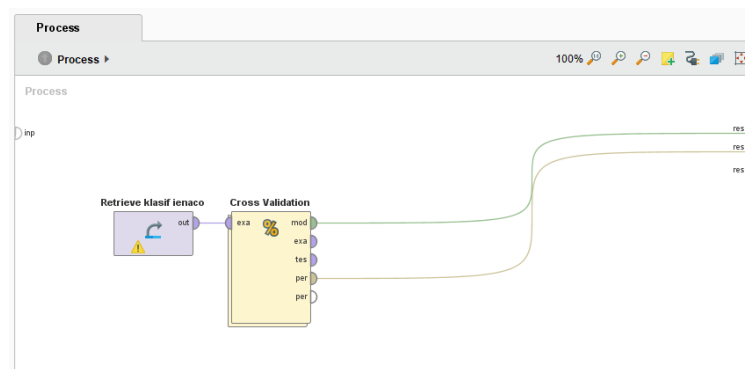 Process
Process
100%
Process
inp
res
res
res
Retrieve klasif ienaco
Cross Validation
out
exa
%
mod
exa
tes
per
per